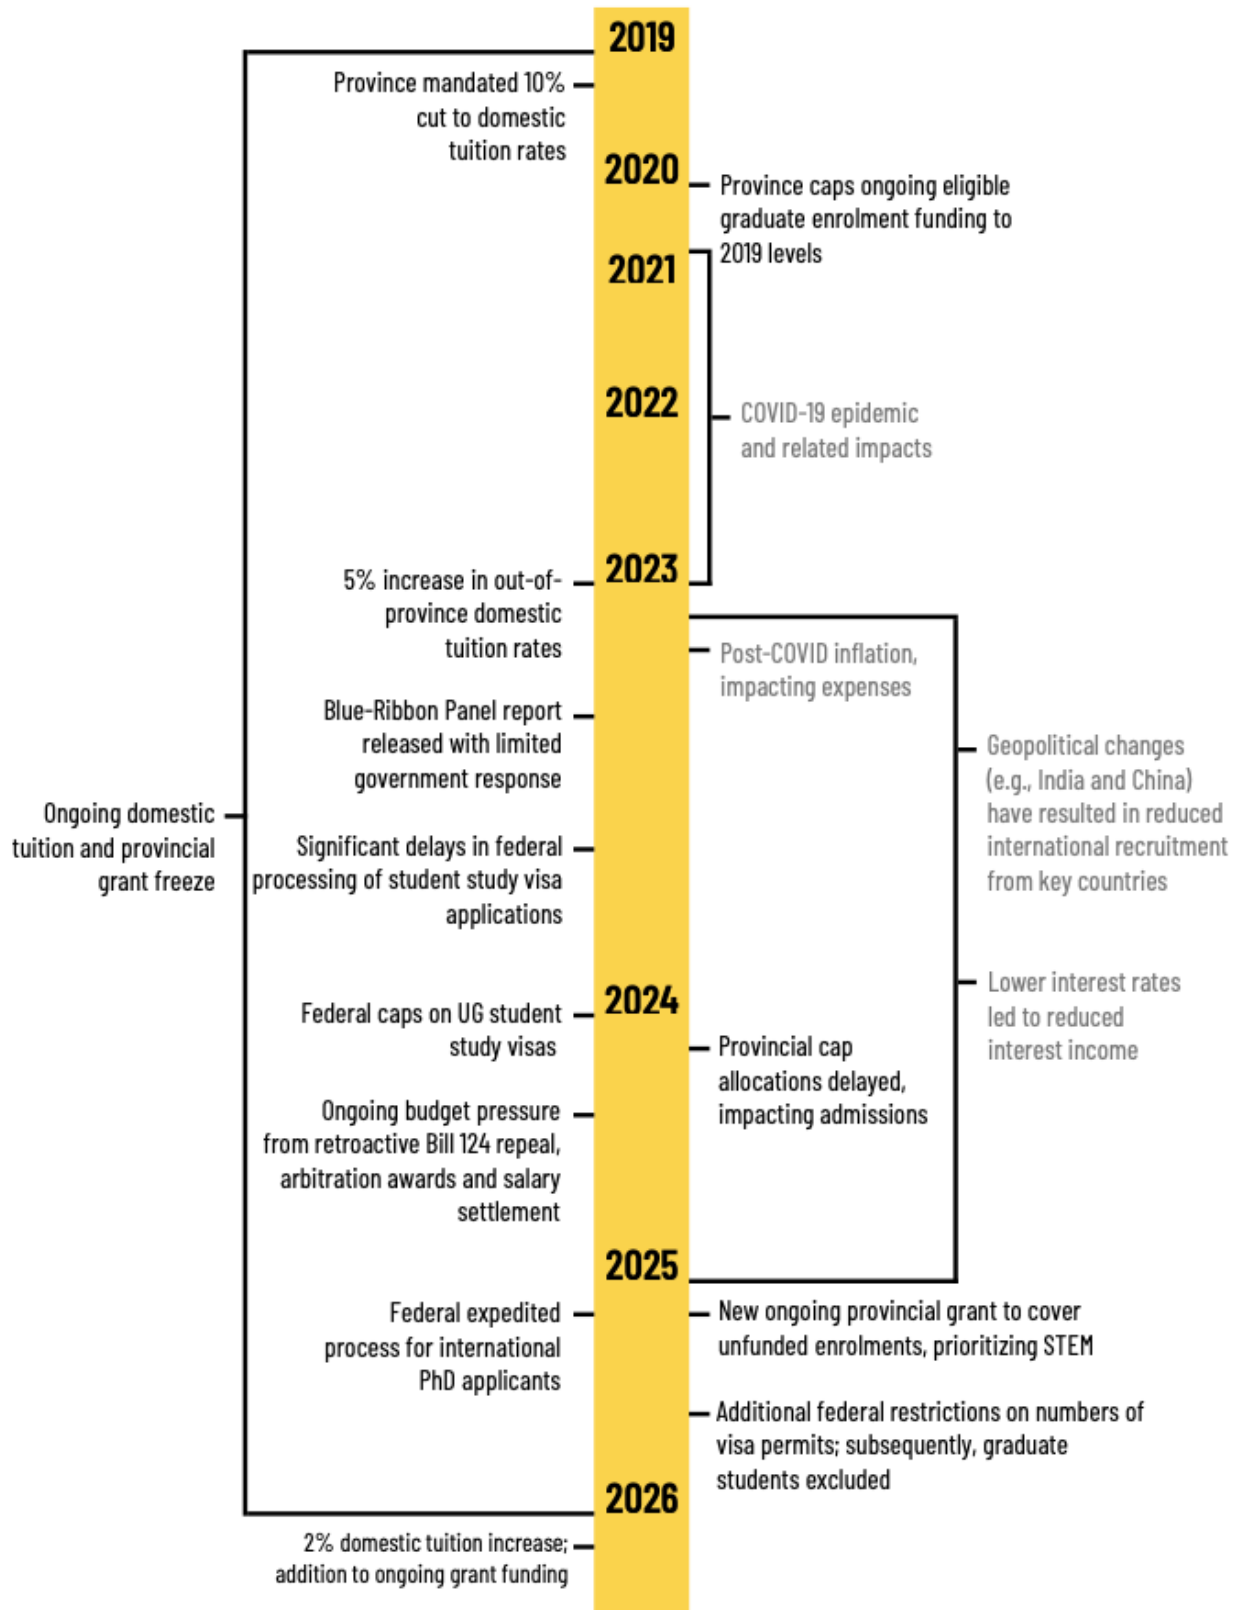 2019
Province mandated 10%
cut to domestic
tuition rates
2020
Province caps ongoing eligible
graduate enrolment funding to
2019 levels
2021
2022
COVID-19 epidemic
and related impacts
2023
5% increase in out-of-
province domestic
tuition rates
Post-COVID inflation,
impacting expenses
Blue-Ribbon Panel report
released with limited
government response
Geopolitical changes
(e.g., India and China)
have resulted in reduced
international recruitment
from key countries
Ongoing domestic
tuition and provincial
grant freeze
Significant delays in federal
processing of student study visa
applications
Lower interest rates
led to reduced
interest income
2024
Federal caps on UG student
study visas
Provincial cap
allocations delayed,
impacting admissions
Ongoing budget pressure
from retroactive Bill 124 repeal,
arbitration awards and salary
settlement
2025
Federal expedited
process for international
PhD applicants
New ongoing provincial grant to cover
unfunded enrolments, prioritizing STEM
Additional federal restrictions on numbers of
visa permits; subsequently, graduate
students excluded
2026
2% domestic tuition increase;
addition to ongoing grant funding